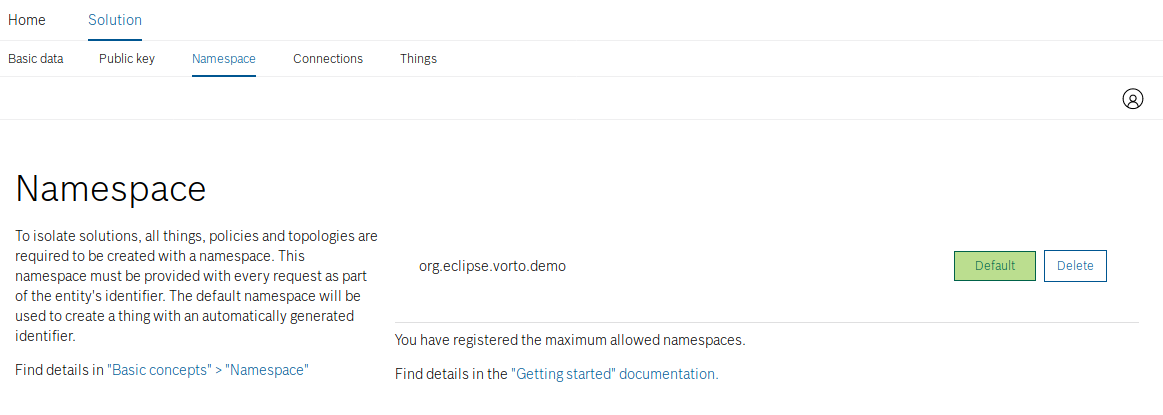 Home Solution
Basic data Public key Namespace Connections Things
Namespace
To isolate solutions, all things, policies and topologies are
required to be created with a namespace. This
namespace must be provided with every request as part
of the entity's identifier. The default namespace will be
used to create a thing with an automatically generated
identifier.
Find details in "Basic concepts" > "Namespace"
org.eclipse.vorto.demo Default Delete
You have registered the maximum allowed namespaces.
Find details in the "Getting started" documentation.